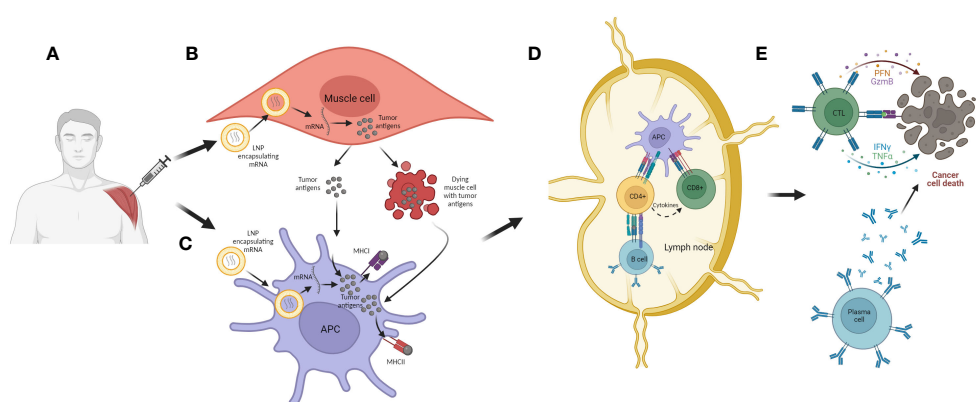 A
B
Muscle cell
mRNA
Tumor
antigens
LNP
encapsulating
mRNA
Tumor
antigens
Dying
muscle cell
with tumor
antigens
C
LNP
encapsulating
mRNA
mRNA
MHCI
Tumor
antigens
APC
MHCII
D
APC
CD4+
CD8+
Cytokines
B cell
Lymph node
E
PFN
GzmB
CTL
IFNγ
TNFα
Cancer
cell death
Plasma
cell